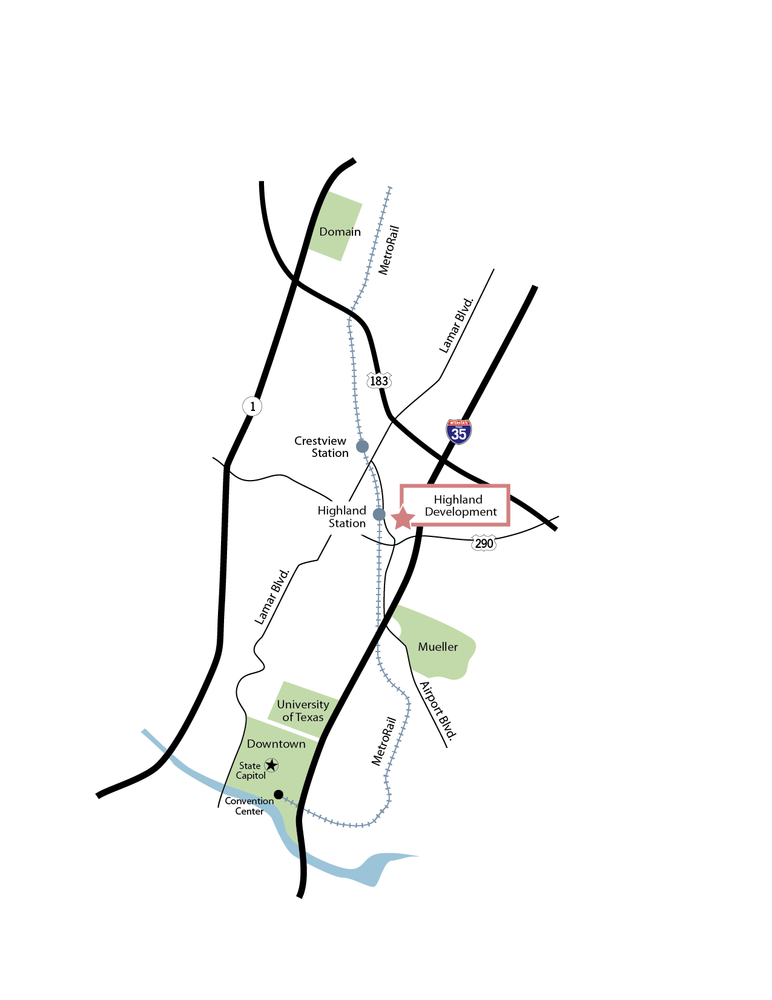 Domain
MetroRail
Lamar Blvd.
183
1
INTERSTATE
TEXAS
35
Crestview
Station
Highland
Development
Highland
Station
290
Lamar Blvd.
Mueller
Airport Blvd.
University
of Texas
MetroRail
Downtown
State
Capitol
Convention
Center